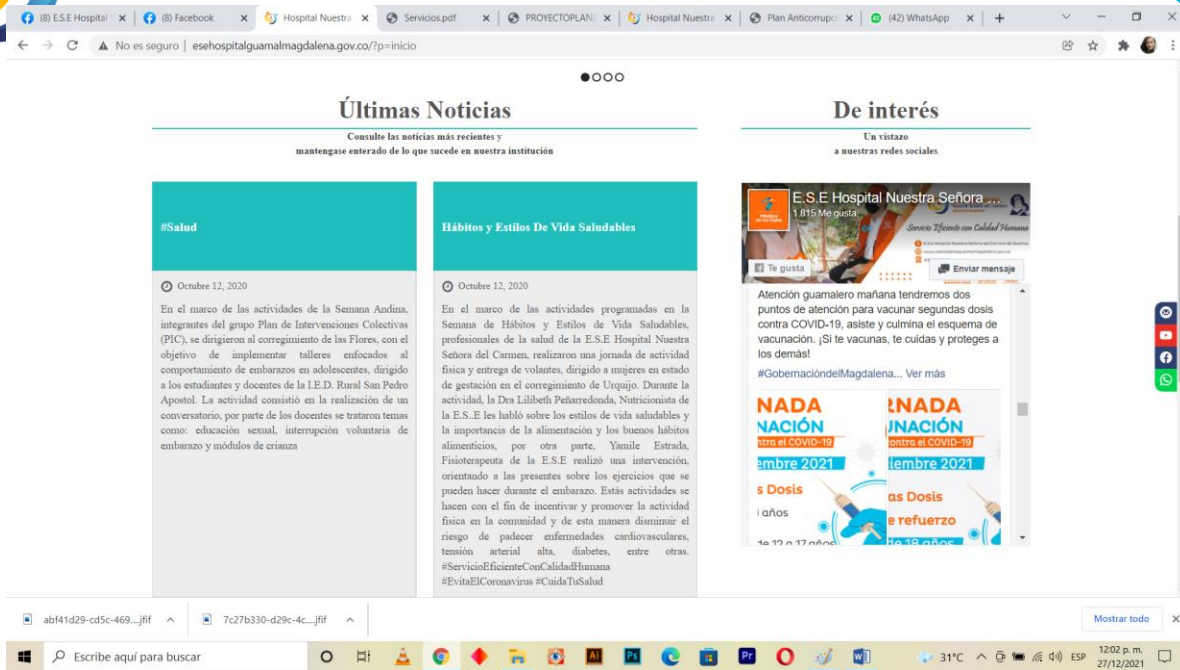 (8) E.S.E Hospital
(8) Facebook
Hospital Nuestra
Servicios.pdf
PROYECTOPLAN
Hospital Nuestra
Plan Anticorrupci
(42) WhatsApp
No es seguro | esehospitalguamalmagdalena.gov.co/?p=inicio
Últimas Noticias
Consulte las noticias más recientes y
mantengase enterado de lo que sucede en nuestra institución
#Salud
Octubre 12, 2020
En el marco de las actividades de la Semana Andina,
integrantes del grupo Plan de Intervenciones Colectivas
(PIC), se dirigieron al corregimiento de las Flores, con el
objetivo de implementar talleres enfocados al
comportamiento de embarazos en adolescentes, dirigido
a los estudiantes y docentes de la I.E.D. Rural San Pedro
Apostol. La actividad consistió en la realización de un
conversatorio, por parte de los docentes se trataron temas
como: educación sexual, interrupción voluntaria de
embarazo y módulos de crianza
Hábitos y Estilos De Vida Saludables
Octubre 12, 2020
En el marco de las actividades programadas en la
Semana de Hábitos y Estilos de Vida Saludables,
profesionales de la salud de la E.S.E Hospital Nuestra
Señora del Carmen, realizaron una jornada de actividad
física y entrega de volantes, dirigido a mujeres en estado
de gestación en el corregimiento de Urquijo. Durante la
actividad, la Dra Lilibeth Peñarredonda, Nutricionista de
la E.S..E les habló sobre los estilos de vida saludables y
la importancia de la alimentación y los buenos hábitos
alimenticios, por otra parte, Yamile Estrada,
Fisioterapeuta de la E.S.E realizó una intervención,
orientando a las presentes sobre los ejercicios que se
pueden hacer durante el embarazo. Estás actividades se
hacen con el fin de incentivar y promover la actividad
física en la comunidad y de esta manera disminuir el
riesgo de padecer enfermedades cardiovasculares,
tensión arterial alta, diabetes, entre otras.
#ServicioEficienteConCalidadHumana
#EvitaElCoronavirus #CuidaTuSalud
De interés
Un vistazo
a nuestras redes sociales
E.S.E Hospital Nuestra Señora ...
1.815 Me gusta
Servicio Eficiente con Calidad Humana
Te gusta
Enviar mensaje
Atención guamalero mañana tendremos dos
puntos de atención para vacunar segundas dosis
contra COVID-19, asiste y culmina el esquema de
vacunación. ¡Si te vacunas, te cuidas y proteges a
los demás!
#GobernacióndelMagdalena... Ver más
NADA
NACIÓN
ntra el COVID-19
embre 2021
s Dosis
años
RNADA
UNACIÓN
contra el COVID-19
iembre 2021
as Dosis
e refuerzo
de 12 a 17 años
de 18 años
abf41d29-cd5c-469....jfif
7c27b330-d29c-4c....jfif
Mostrar todo
Escribe aquí para buscar
31°C
ESP
12:02 p. m.
27/12/2021